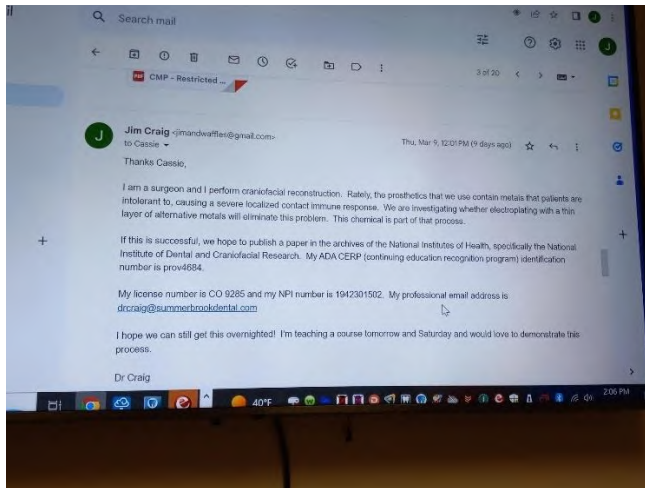 Search mail
3 of 20
PDF CMP - Restricted ...
J
Jim Craig <jimandwaffles@gmail.com>
Thu, Mar 9, 12:01 PM (9 days ago)
to Cassie
Thanks Cassie,
I am a surgeon and I perform craniofacial reconstruction. Rately, the prosthetics that we use contain metals that patients are
intolerant to, causing a severe localized contact immune response. We are investigating whether electroplating with a thin
layer of alternative metals will eliminate this problem. This chemical is part of that process.
If this is successful, we hope to publish a paper in the archives of the National Institutes of Health, specifically the National
Institute of Dental and Craniofacial Research. My ADA CERP (continuing education recognition program) identification
number is prov4684.
My license number is CO 9285 and my NPI number is 1942301502. My professional email address is
drcraig@summerbrookdental.com
I hope we can still get this overnighted! I'm teaching a course tomorrow and Saturday and would love to demonstrate this
process.
Dr Craig
40°F
2:06 PM